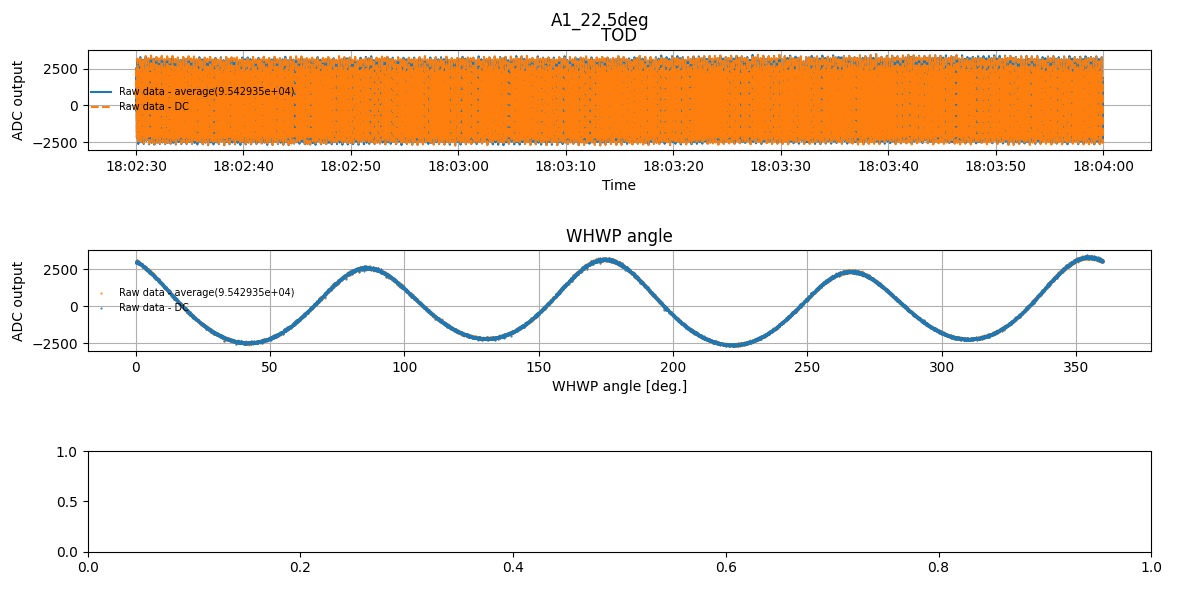 A1_22.5deg
TOD
ADC output
2500
0
−2500
Raw data - average(9.542935e+04)
Raw data - DC
18:02:30 18:02:40 18:02:50 18:03:00 18:03:10 18:03:20 18:03:30 18:03:40 18:03:50 18:04:00
Time
WHWP angle
ADC output
2500
0
−2500
Raw data - average(9.542935e+04)
Raw data - DC
0 50 100 150 200 250 300 350
WHWP angle [deg.]
1.0
0.5
0.0
0.0 0.2 0.4 0.6 0.8 1.0